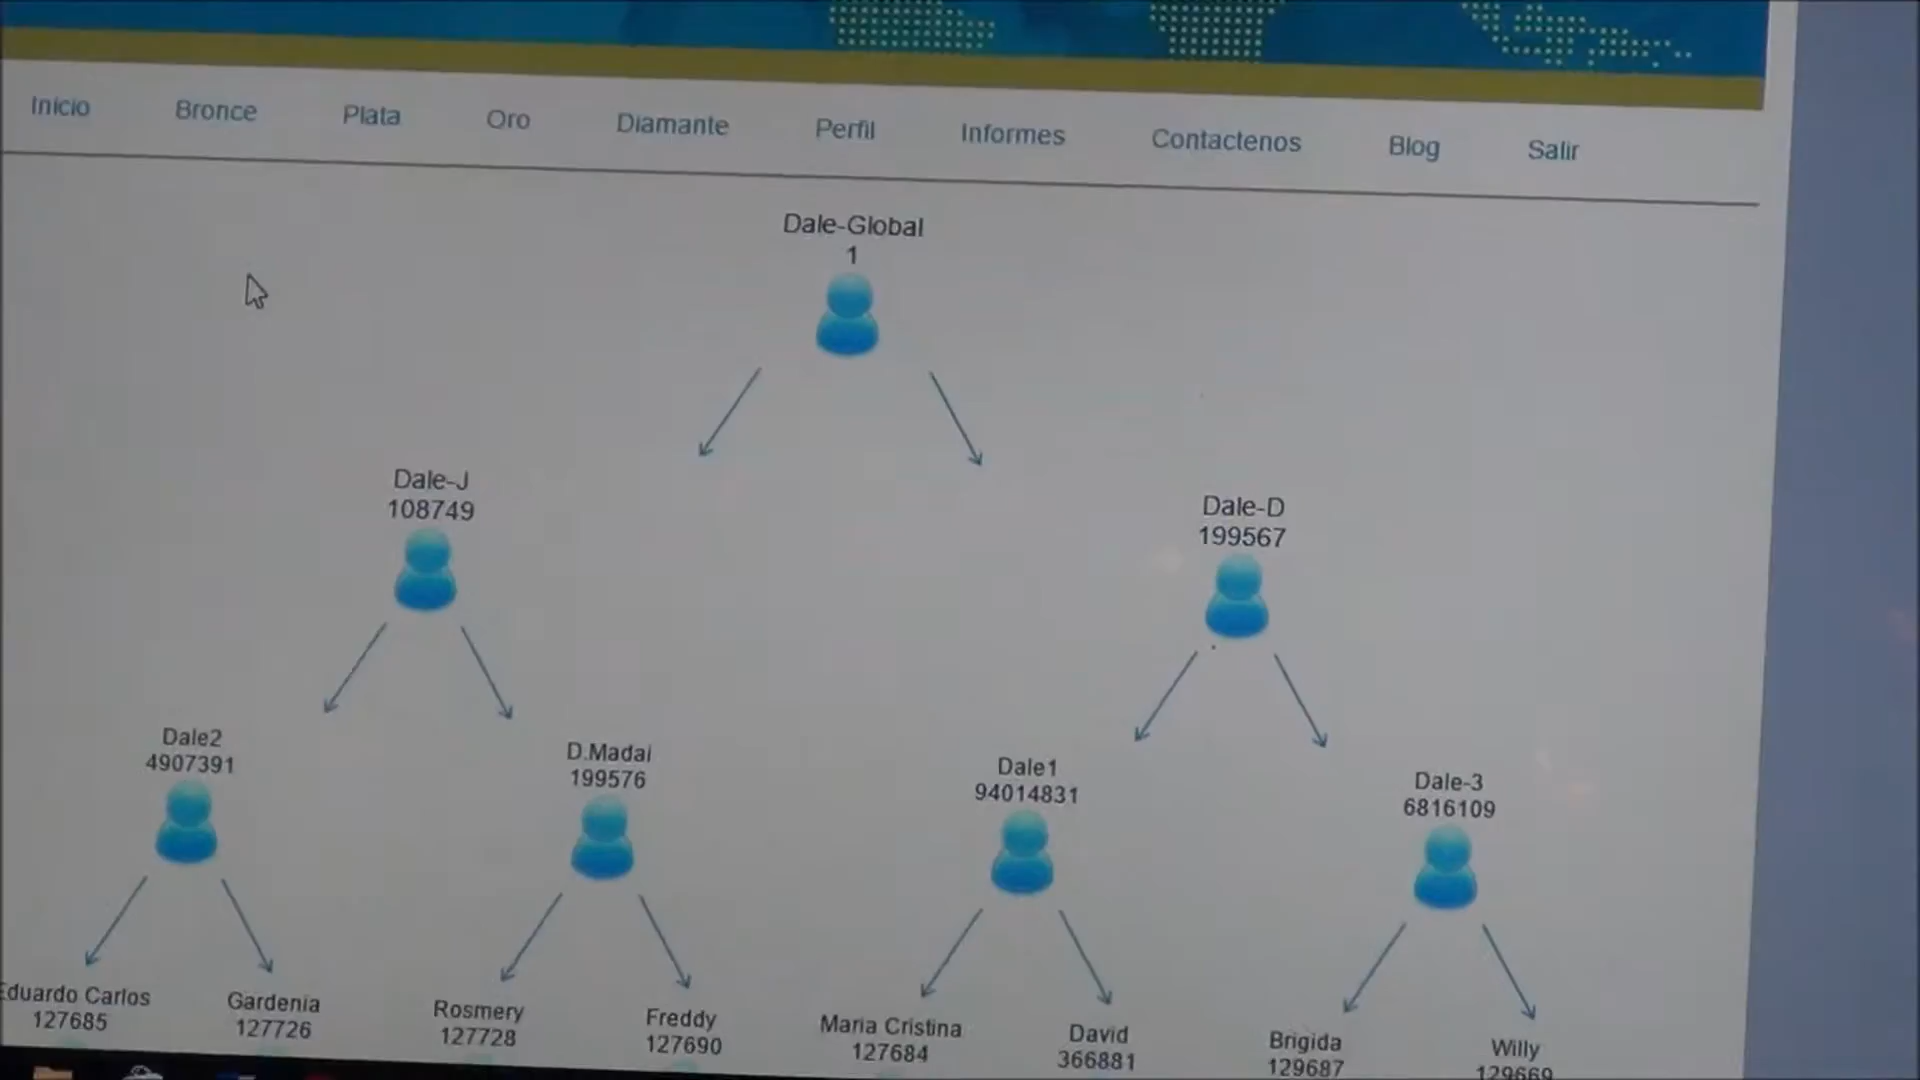 Inicio Bronce Plata Oro Diamante Perfil Informes Contactenos Blog Salir
Dale-Global
1
Dale-J
108749
Dale-D
199567
Dale2
4907391
D.Madai
199576
Dale1
94014831
Dale-3
6816109
Eduardo Carlos
127685
Gardenia
127726
Rosmery
127728
Freddy
127690
Maria Cristina
127684
David
366881
Brigida
129687
Willy
129669